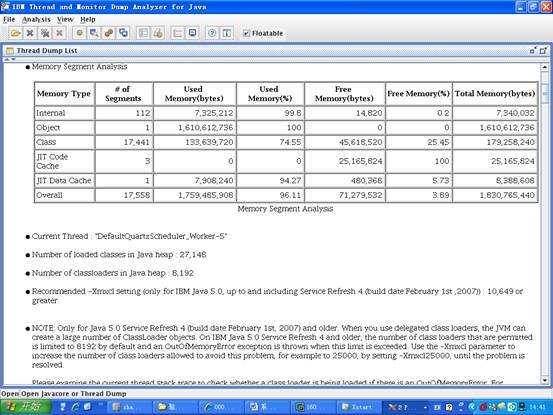 IBM Thread and Monitor Dump Analyzer for Java
File Analysis View Help
Floatable
Thread Dump List
Memory Segment Analysis
Memory Type # of Segments Used Memory(bytes) Used Memory(%) Free Memory(bytes) Free Memory(%) Total Memory(bytes)
Internal 112 7,325,212 99.8 14,820 0.2 7,340,032
Object 1 1,610,612,736 100 0 0 1,610,612,736
Class 17,441 133,639,720 74.55 45,618,520 25.45 179,258,240
JIT Code Cache 3 0 0 25,165,824 100 25,165,824
JIT Data Cache 1 7,908,240 94.27 480,368 5.73 8,388,608
Overall 17,558 1,759,485,908 96.11 71,279,532 3.89 1,830,765,440
Memory Segment Analysis
Current Thread : "DefaultQuartzScheduler_Worker-5"
Number of loaded classes in Java heap : 27,148
Number of classloaders in Java heap : 8,192
Recommended -Xmxcl setting (only for IBM Java 5.0, up to and including Service Refresh 4 (build date:February 1st ,2007)) : 10,649 or
greater
NOTE: Only for Java 5.0 Service Refresh 4 (build date:February 1st, 2007) and older. When you use delegated class loaders, the JVM can
create a large number of ClassLoader objects. On IBM Java 5.0 Service Refresh 4 and older, the number of class loaders that are permitted
is limited to 8192 by default and an OutOfMemoryError exception is thrown when this limit is exceeded. Use the -Xmxcl parameter to
increase the number of class loaders allowed to avoid this problem, for example to 25000, by setting -Xmxcl25000, until the problem is
resolved.
Please examine the current thread stack trace to check whether a class loader is being loaded if there is an OutOfMemoryError. For
Open Open Javacore or Thread Dump
开始 sha... 000... Xstart EN 14:41